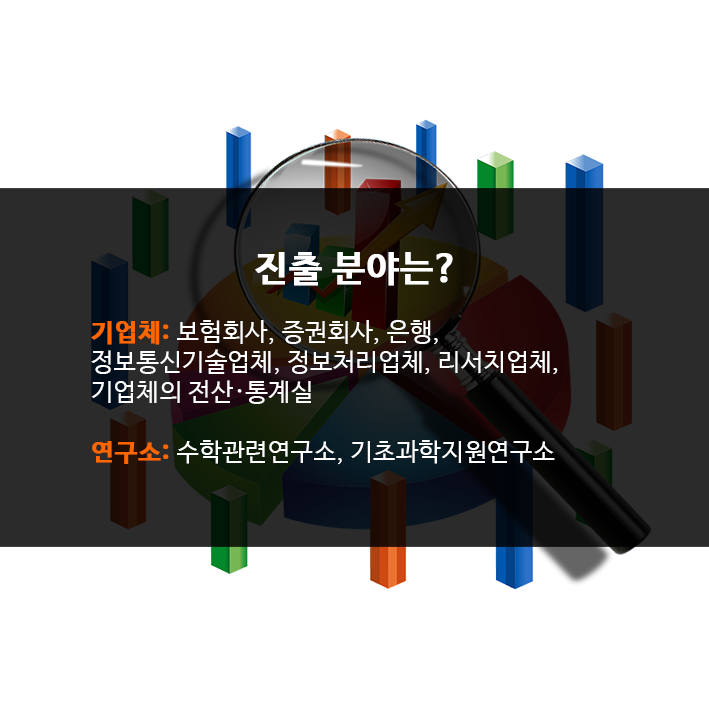 진출 분야는?
기업체: 보험회사, 증권회사, 은행,
정보통신기술업체, 정보처리업체, 리서치업체,
기업체의 전산·통계실
연구소: 수학관련연구소, 기초과학지원연구소